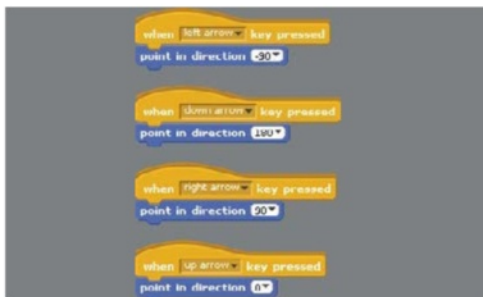 when left arrow key pressed
point in direction -90
when down arrow key pressed
point in direction 180
when right arrow key pressed
point in direction 90
when up arrow key pressed
point in direction 0